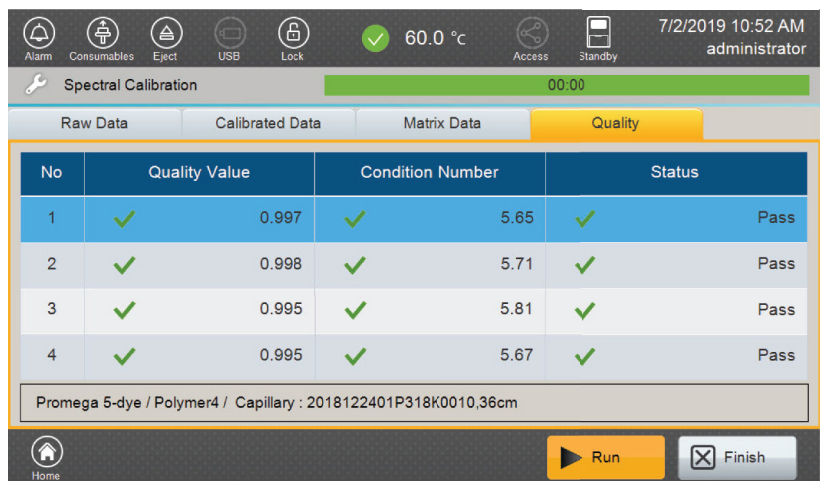 7/2/2019 10:52 AM
60.0 °c
administrator
Alarm Consumables Eject USB Lock Access Standby
Spectral Calibration 00:00
Raw Data Calibrated Data Matrix Data Quality
No Quality Value Condition Number Status
1 0.997 5.65 Pass
2 0.998 5.71 Pass
3 0.995 5.81 Pass
4 0.995 5.67 Pass
Promega 5-dye / Polymer4 / Capillary : 2018122401P318K0010,36cm
Run Finish
Home